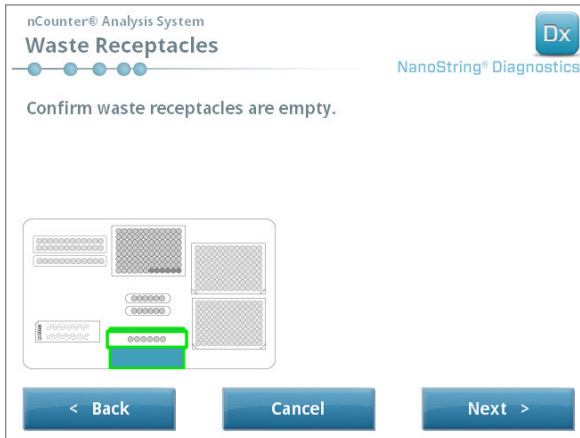 nCounter® Analysis System
Waste Receptacles
Dx
NanoString® Diagnostics
Confirm waste receptacles are empty.
< Back
Cancel
Next >